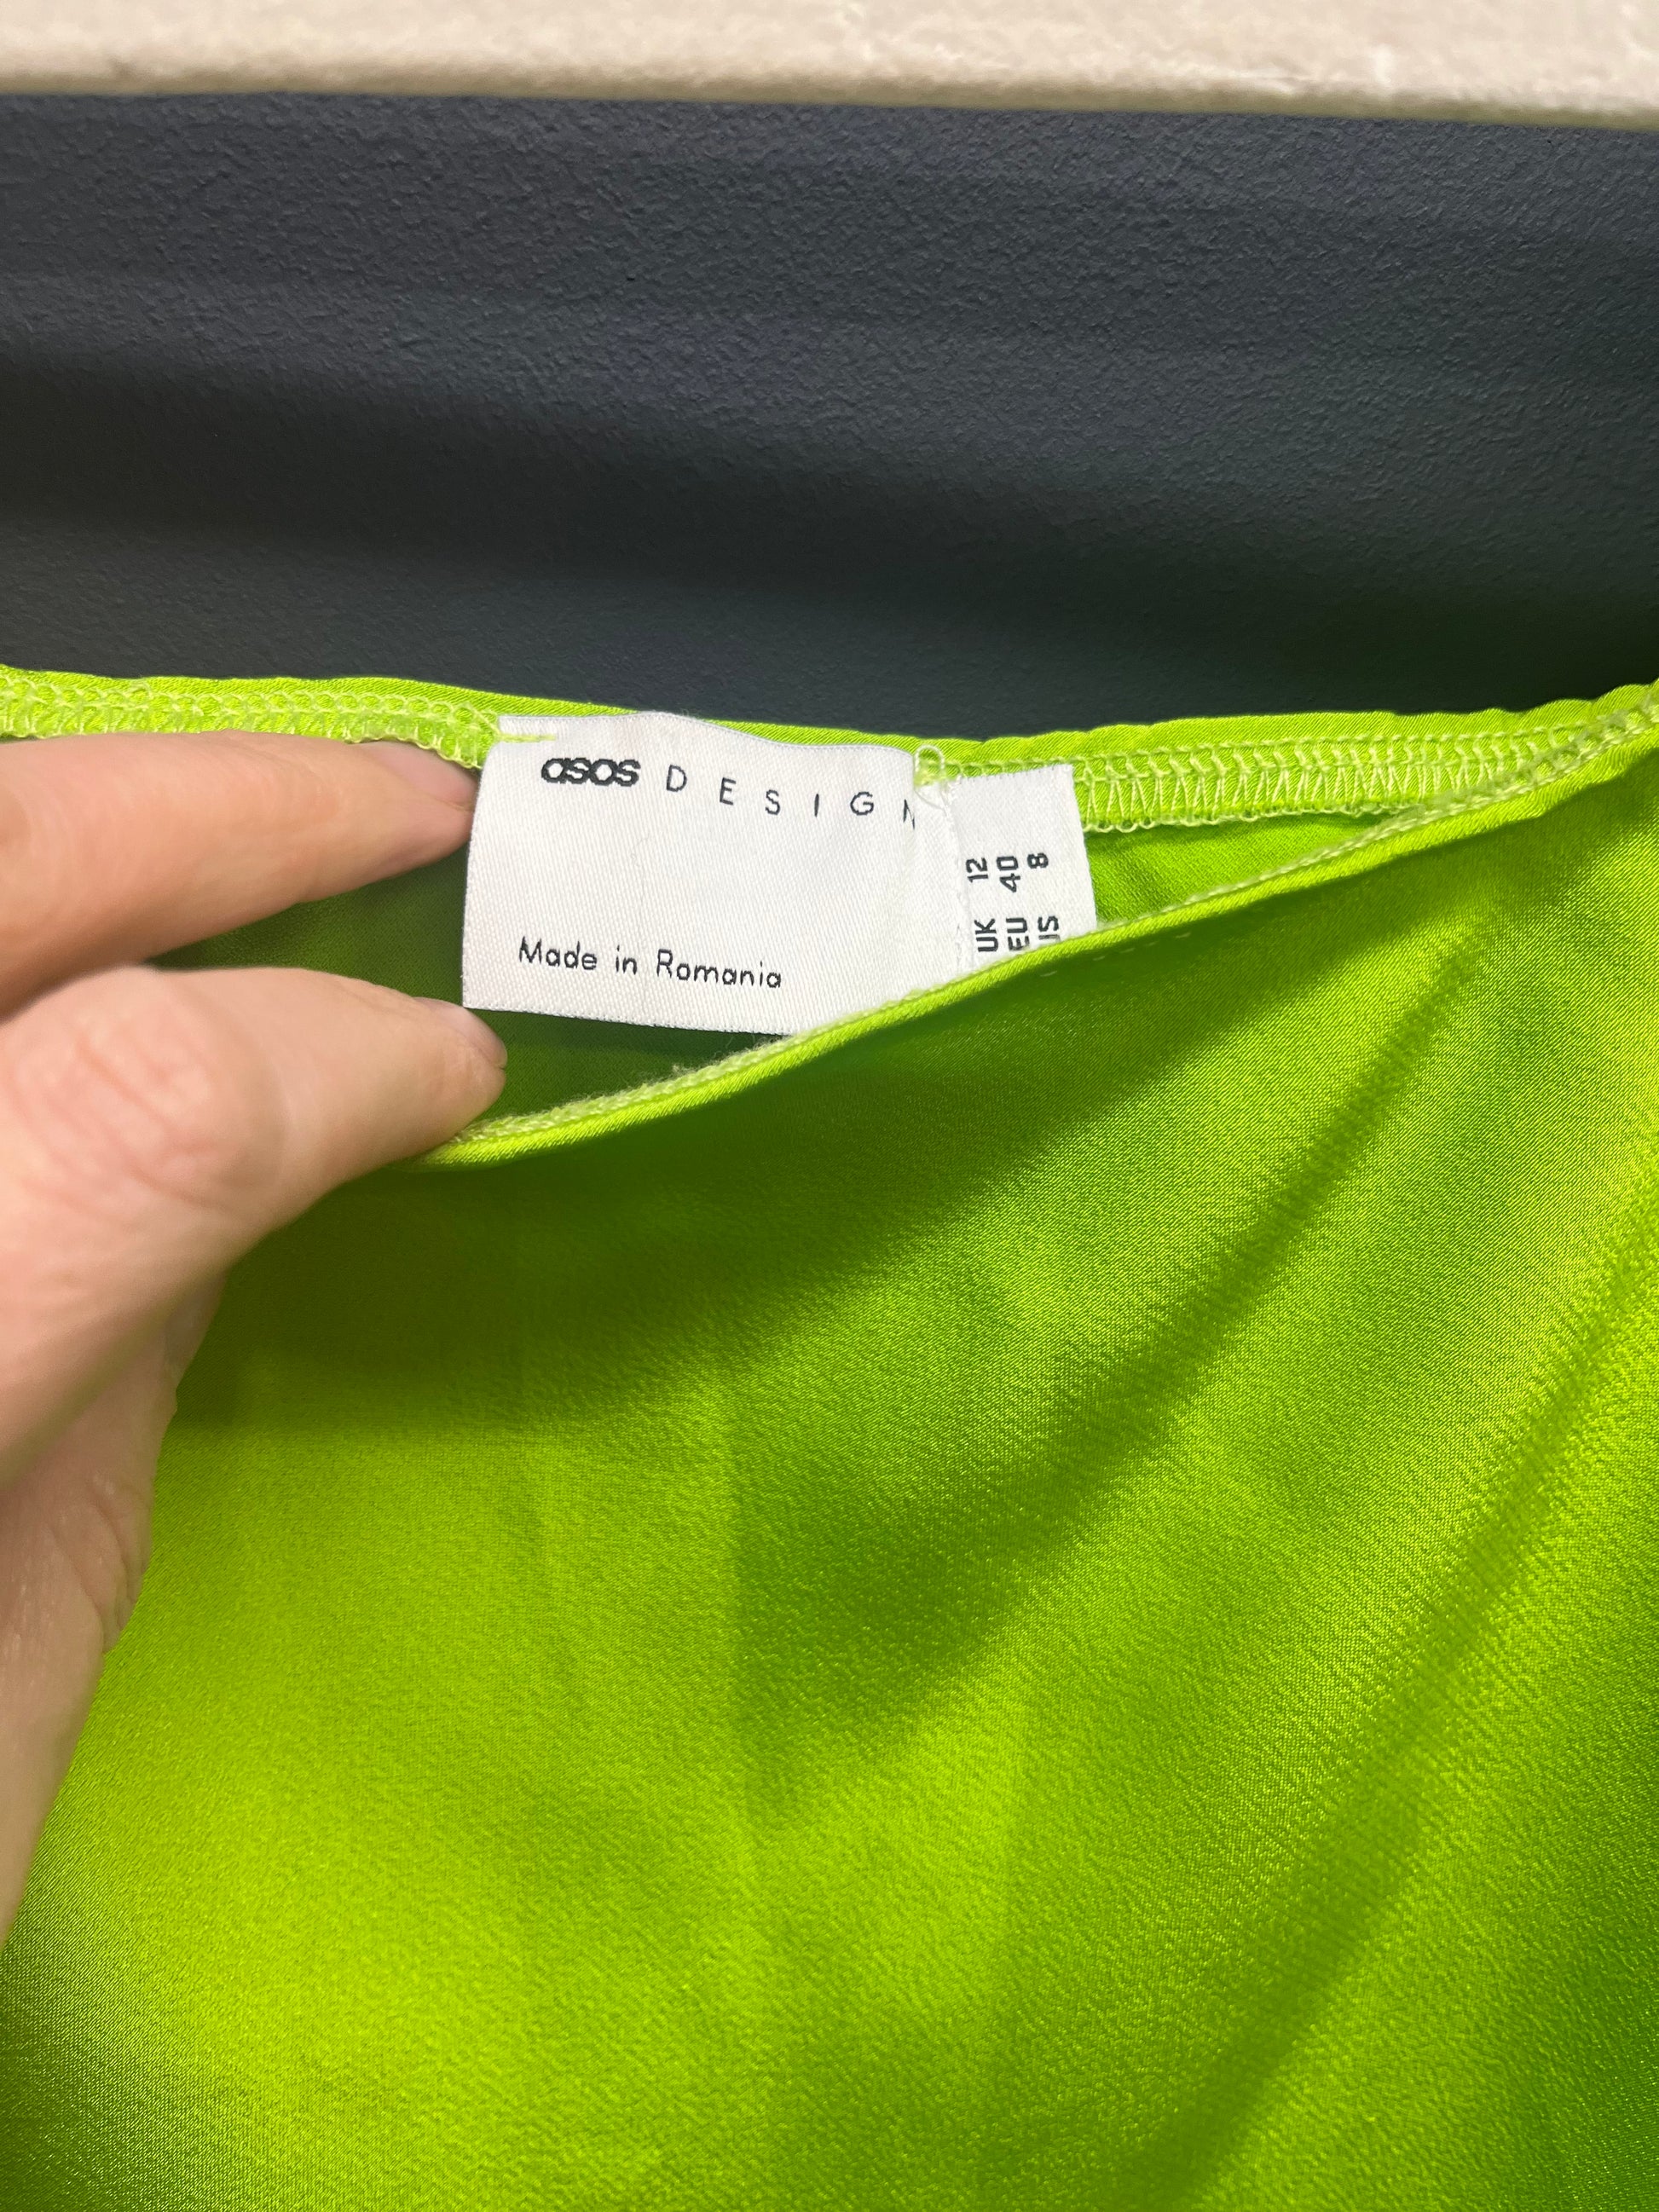 asos DESIGN
Made in Romania
UK 12
EU 40
US 8